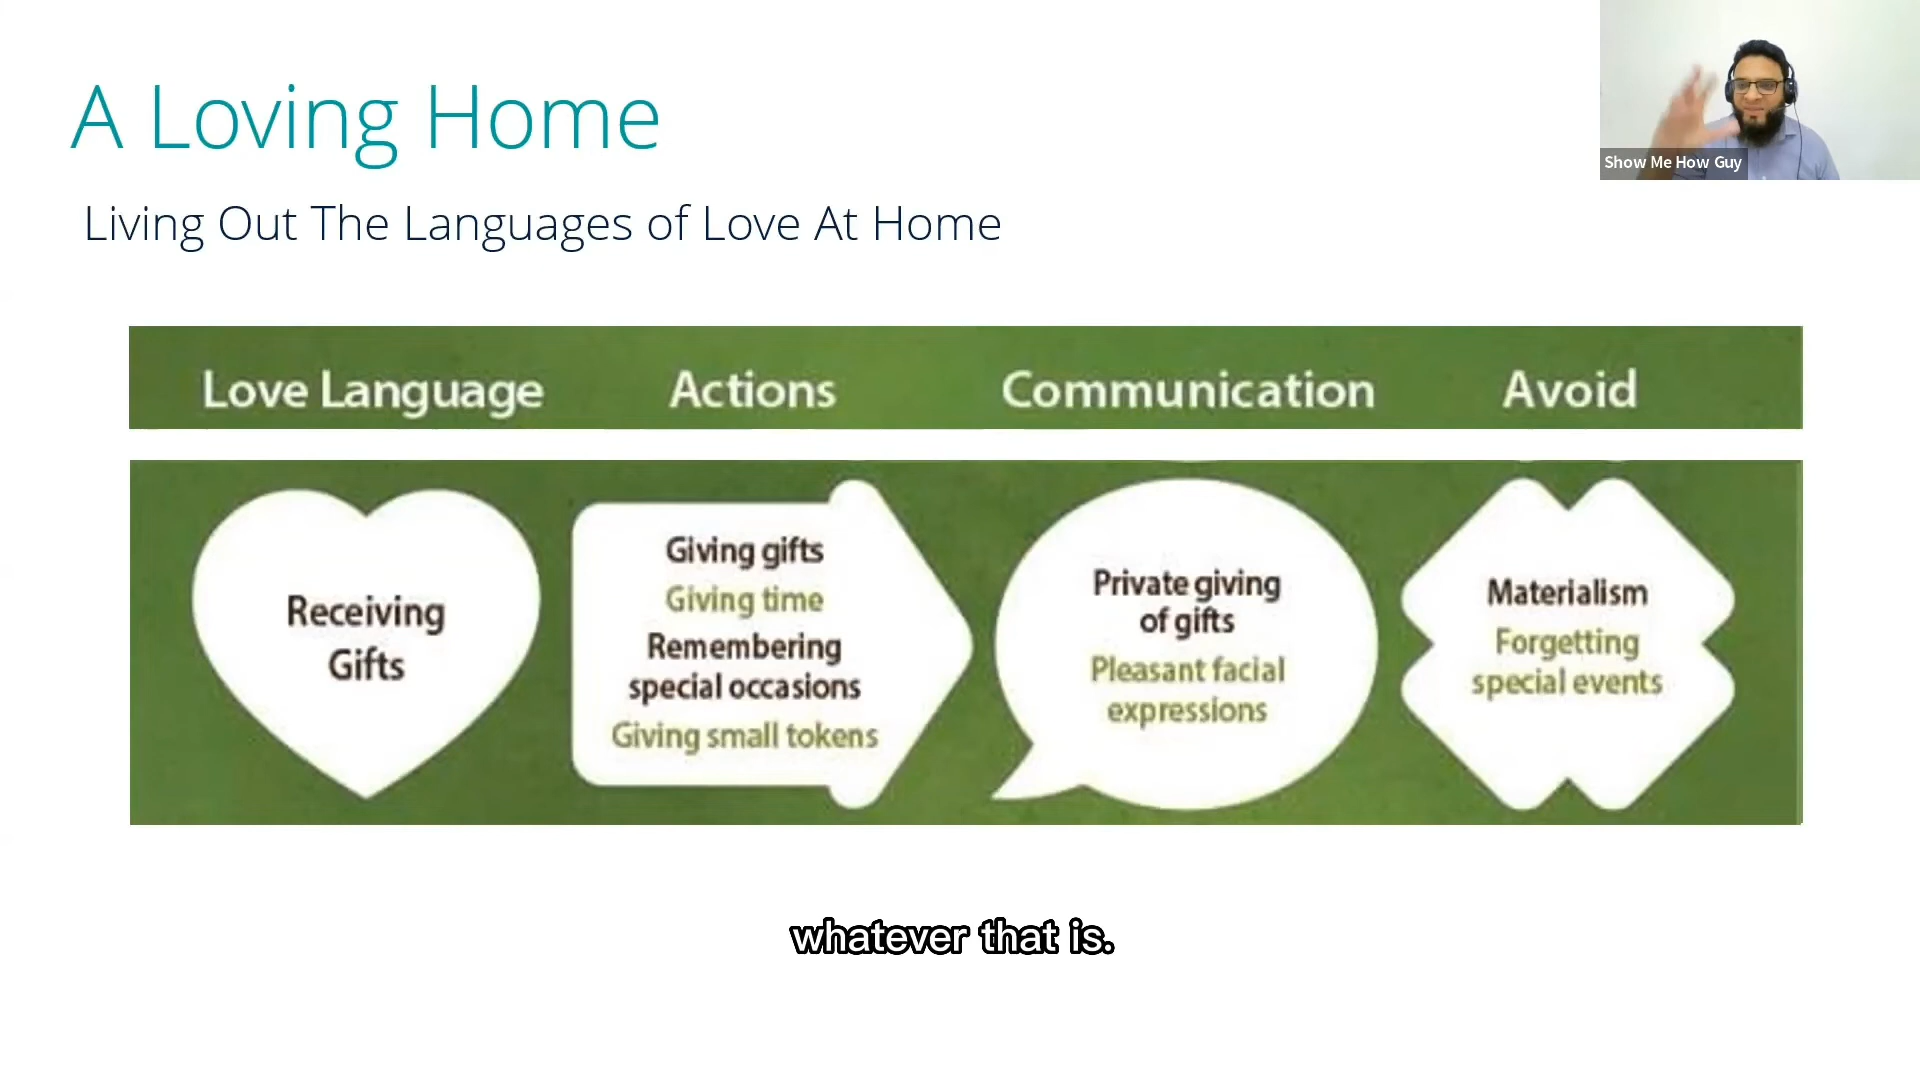 A Loving Home
Show Me How Guy
Living Out The Languages of Love At Home
Love Language
Actions
Communication
Avoid
Receiving
Gifts
Giving gifts
Giving time
Remembering
special occasions
Giving small tokens
Private giving
of gifts
Pleasant facial
expressions
Materialism
Forgetting
special events
whatever that is.